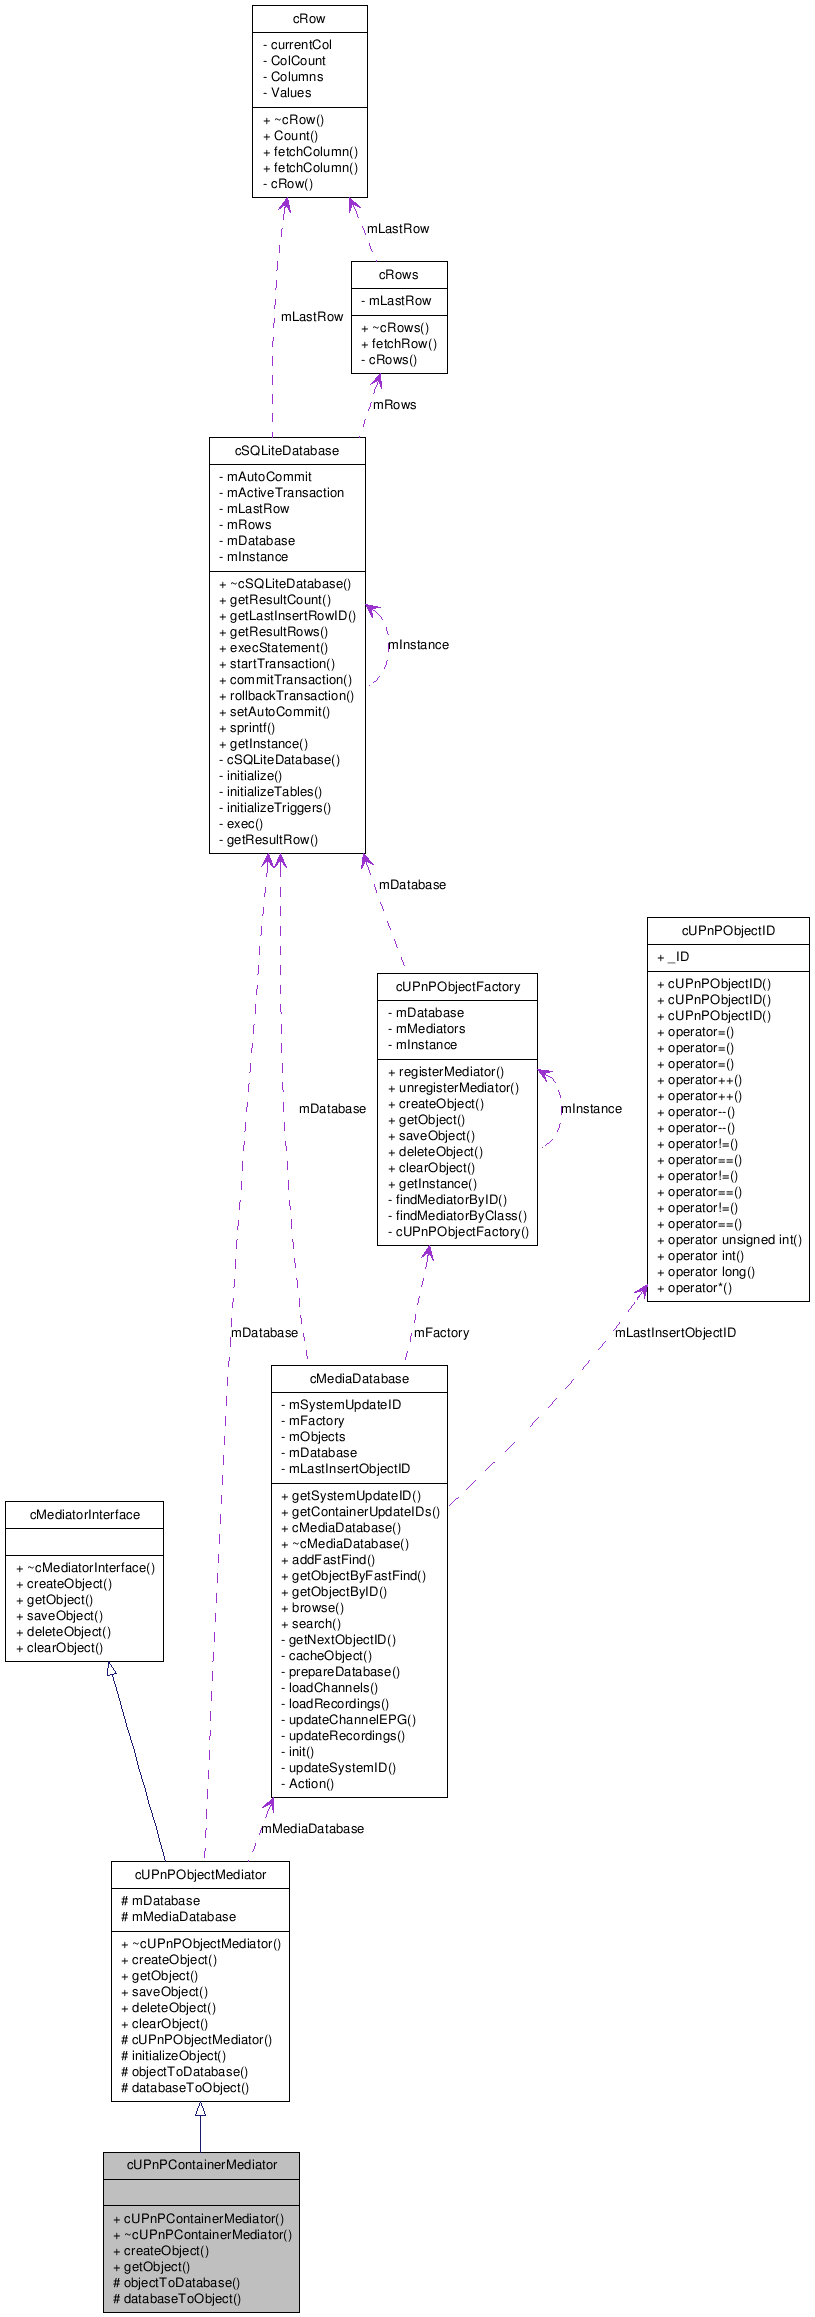 cRow
- currentCol
- ColCount
- Columns
- Values
+ ~cRow()
+ Count()
+ fetchColumn()
+ fetchColumn()
- cRow()
mLastRow
cRows
- mLastRow
+ ~cRows()
+ fetchRow()
- cRows()
mLastRow
mRows
cSQLiteDatabase
- mAutoCommit
- mActiveTransaction
- mLastRow
- mRows
- mDatabase
- mInstance
+ ~cSQLiteDatabase()
+ getResultCount()
+ getLastInsertRowID()
+ getResultRows()
+ execStatement()
+ startTransaction()
+ commitTransaction()
+ rollbackTransaction()
+ setAutoCommit()
+ sprintf()
+ getInstance()
- cSQLiteDatabase()
- initialize()
- initializeTables()
- initializeTriggers()
- exec()
- getResultRow()
mInstance
mDatabase
cUPnPObjectFactory
- mDatabase
- mMediators
- mInstance
+ registerMediator()
+ unregisterMediator()
+ createObject()
+ getObject()
+ saveObject()
+ deleteObject()
+ clearObject()
+ getInstance()
- findMediatorByID()
- findMediatorByClass()
- cUPnPObjectFactory()
mInstance
cUPnPObjectID
+ _ID
+ cUPnPObjectID()
+ cUPnPObjectID()
+ cUPnPObjectID()
+ operator=()
+ operator=()
+ operator=()
+ operator++()
+ operator++()
+ operator--()
+ operator--()
+ operator!=()
+ operator==()
+ operator!=()
+ operator==()
+ operator!=()
+ operator==()
+ operator unsigned int()
+ operator int()
+ operator long()
+ operator*()
mDatabase
mDatabase
mFactory
mLastInsertObjectID
cMediaDatabase
- mSystemUpdateID
- mFactory
- mObjects
- mDatabase
- mLastInsertObjectID
+ getSystemUpdateID()
+ getContainerUpdateIDs()
+ cMediaDatabase()
+ ~cMediaDatabase()
+ addFastFind()
+ getObjectByFastFind()
+ getObjectByID()
+ browse()
+ search()
- getNextObjectID()
- cacheObject()
- prepareDatabase()
- loadChannels()
- loadRecordings()
- updateChannelEPG()
- updateRecordings()
- init()
- updateSystemID()
- Action()
cMediatorInterface
+ ~cMediatorInterface()
+ createObject()
+ getObject()
+ saveObject()
+ deleteObject()
+ clearObject()
mMediaDatabase
cUPnPObjectMediator
# mDatabase
# mMediaDatabase
+ ~cUPnPObjectMediator()
+ createObject()
+ getObject()
+ saveObject()
+ deleteObject()
+ clearObject()
# cUPnPObjectMediator()
# initializeObject()
# objectToDatabase()
# databaseToObject()
cUPnPContainerMediator
+ cUPnPContainerMediator()
+ ~cUPnPContainerMediator()
+ createObject()
+ getObject()
# objectToDatabase()
# databaseToObject()